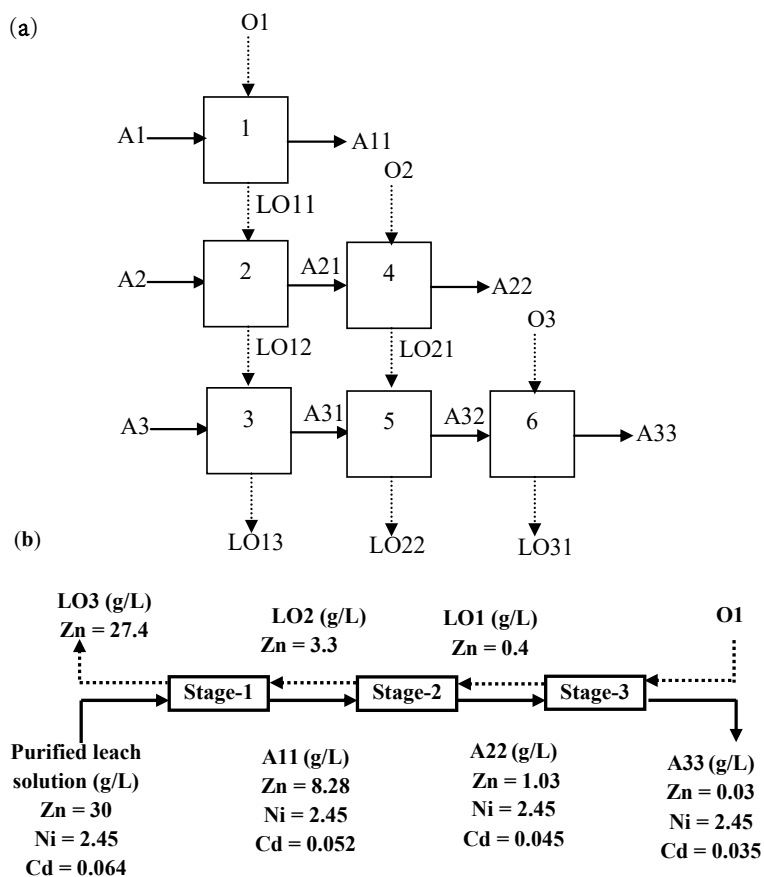 (a)
O1
A1
1
A11
O2
LO11
A2
2
A21
4
A22
O3
LO12
LO21
A3
3
A31
5
A32
6
A33
LO13
LO22
LO31
(b)
LO3 (g/L)
Zn = 27.4
LO2 (g/L)
Zn = 3.3
LO1 (g/L)
Zn = 0.4
O1
Stage-1
Stage-2
Stage-3
Purified leach
solution (g/L)
Zn = 30
Ni = 2.45
Cd = 0.064
A11 (g/L)
Zn = 8.28
Ni = 2.45
Cd = 0.052
A22 (g/L)
Zn = 1.03
Ni = 2.45
Cd = 0.045
A33 (g/L)
Zn = 0.03
Ni = 2.45
Cd = 0.035